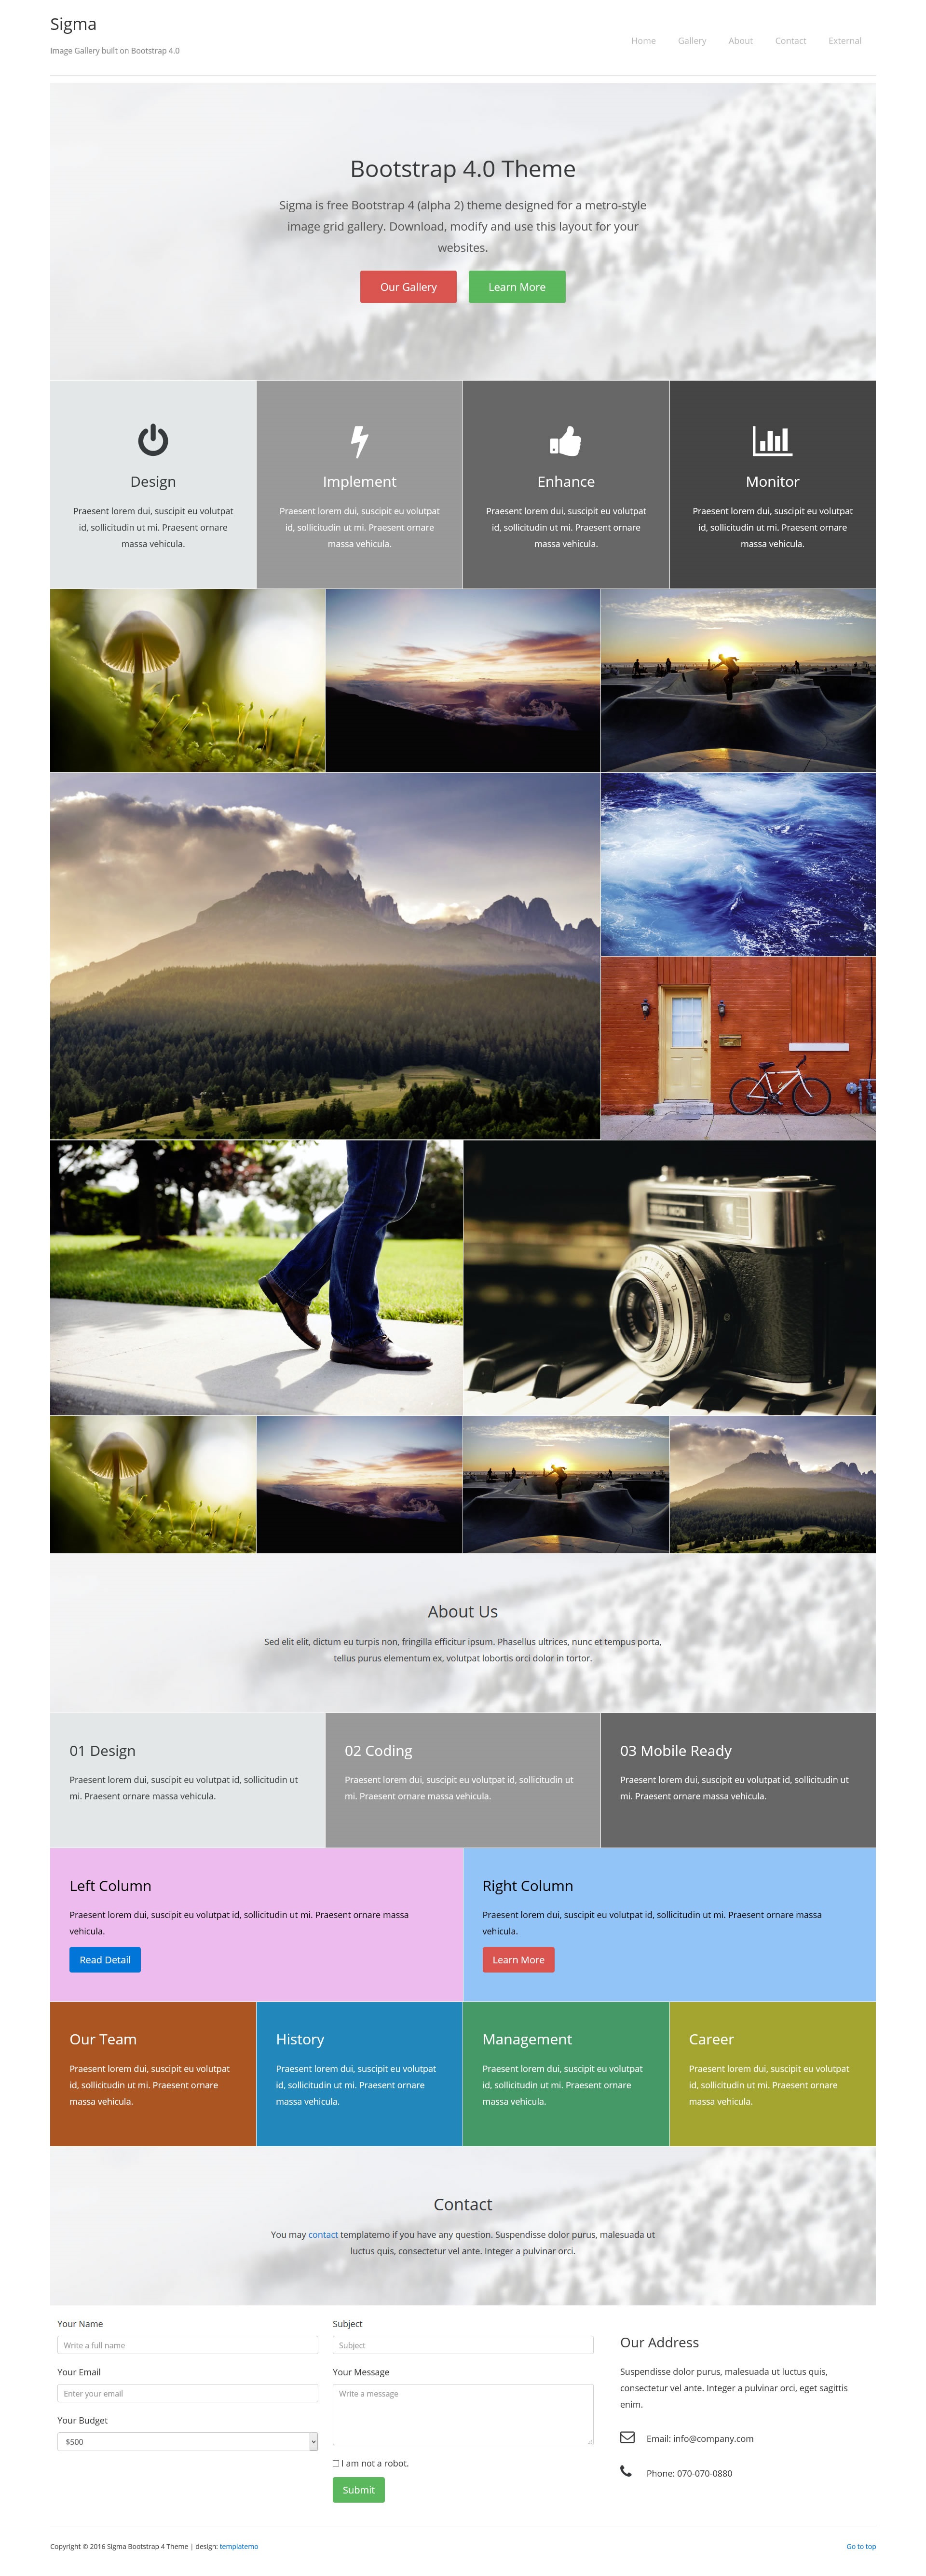 Sigma
Image Gallery built on Bootstrap 4.0
Home
Gallery
About
Contact
External
Bootstrap 4.0 Theme
Sigma is free Bootstrap 4 (alpha 2) theme designed for a metro-style
image grid gallery. Download, modify and use this layout for your
websites.
Our Gallery
Learn More
Design
Praesent lorem dui, suscipit eu volutpat
id, sollicitudin ut mi. Praesent ornare
massa vehicula.
Implement
Praesent lorem dui, suscipit eu volutpat
id, sollicitudin ut mi. Praesent ornare
massa vehicula.
Enhance
Praesent lorem dui, suscipit eu volutpat
id, sollicitudin ut mi. Praesent ornare
massa vehicula.
Monitor
Praesent lorem dui, suscipit eu volutpat
id, sollicitudin ut mi. Praesent ornare
massa vehicula.
About Us
Sed elit elit, dictum eu turpis non, fringilla efficitur ipsum. Phasellus ultrices, nunc et tempus porta,
tellus purus elementum ex, volutpat lobortis orci dolor in tortor.
01 Design
Praesent lorem dui, suscipit eu volutpat id, sollicitudin ut
mi. Praesent ornare massa vehicula.
02 Coding
Praesent lorem dui, suscipit eu volutpat id, sollicitudin ut
mi. Praesent ornare massa vehicula.
03 Mobile Ready
Praesent lorem dui, suscipit eu volutpat id, sollicitudin ut
mi. Praesent ornare massa vehicula.
Left Column
Praesent lorem dui, suscipit eu volutpat id, sollicitudin ut mi. Praesent ornare massa
vehicula.
Read Detail
Right Column
Praesent lorem dui, suscipit eu volutpat id, sollicitudin ut mi. Praesent ornare massa
vehicula.
Learn More
Our Team
Praesent lorem dui, suscipit eu volutpat
id, sollicitudin ut mi. Praesent ornare
massa vehicula.
History
Praesent lorem dui, suscipit eu volutpat
id, sollicitudin ut mi. Praesent ornare
massa vehicula.
Management
Praesent lorem dui, suscipit eu volutpat
id, sollicitudin ut mi. Praesent ornare
massa vehicula.
Career
Praesent lorem dui, suscipit eu volutpat
id, sollicitudin ut mi. Praesent ornare
massa vehicula.
Contact
You may contact templatemo if you have any question. Suspendisse dolor purus, malesuada ut
luctus quis, consectetur vel ante. Integer a pulvinar orci.
Your Name
Write a full name
Your Email
Enter your email
Your Budget
$500
Subject
Subject
Your Message
Write a message
I am not a robot.
Submit
Our Address
Suspendisse dolor purus, malesuada ut luctus quis,
consectetur vel ante. Integer a pulvinar orci, eget sagittis
enim.
Email: info@company.com
Phone: 070-070-0880
Copyright © 2016 Sigma Bootstrap 4 Theme | design: templatemo
Go to top